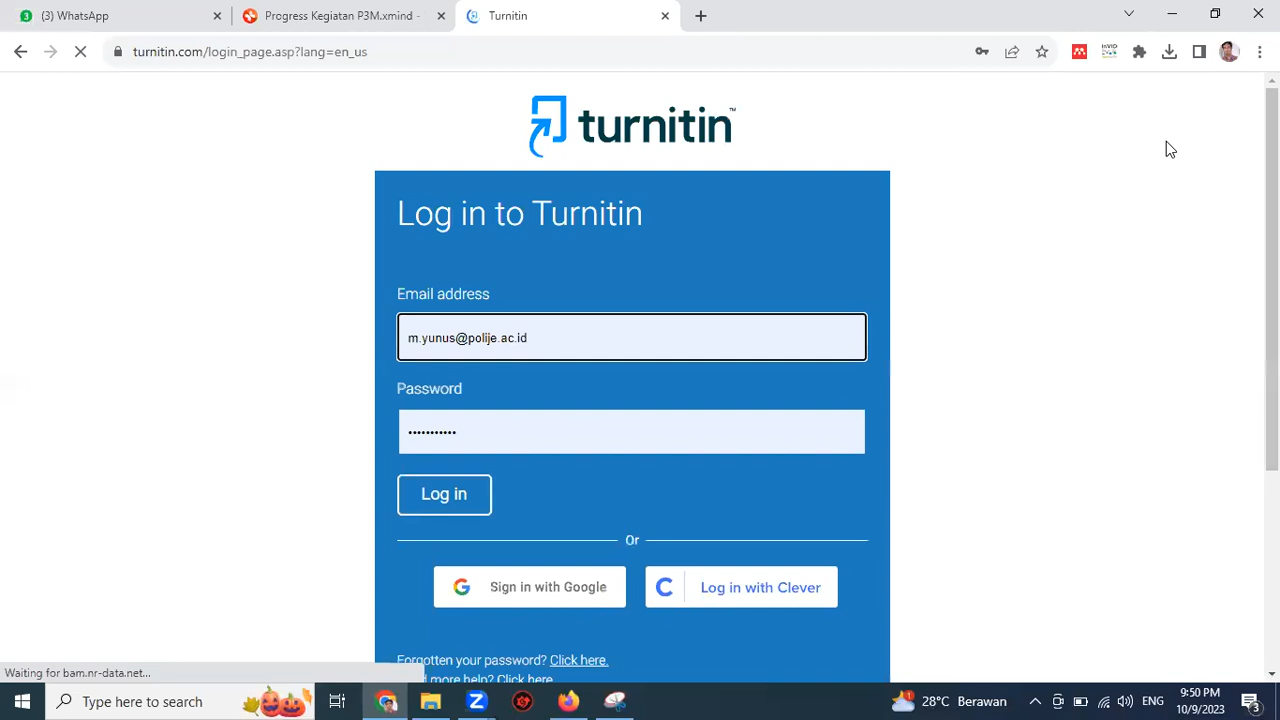 (3) WhatsApp
Progress Kegiatan P3M.xmind -
Turnitin
turnitin.com/login_page.asp?lang=en_us
turnitin™
Log in to Turnitin
Email address
m.yunus@polije.ac.id
Password
•••••••••••
Log in
Or
Sign in with Google
Log in with Clever
Forgotten your password? Click here.
more help? Click here.
Waiting for bam.nr-data.net...
Type here to search
28°C Berawan
ENG
9:50 PM
10/9/2023
3